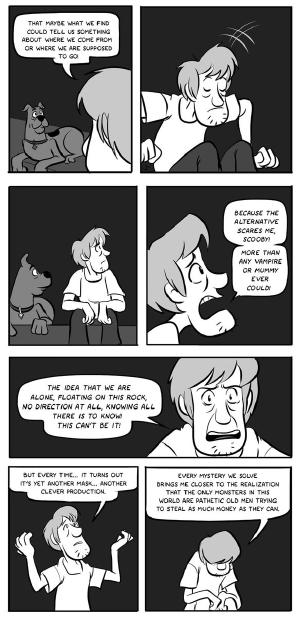 THAT MAYBE WHAT WE FIND
COULD TELL US SOMETHING
ABOUT WHERE WE COME FROM
OR WHERE WE ARE SUPPOSED
TO GO!
BECAUSE THE
ALTERNATIVE
SCARES ME,
SCOOBY!
MORE THAN
ANY VAMPIRE
OR MUMMY
EVER
COULD!
THE IDEA THAT WE ARE
ALONE, FLOATING ON THIS ROCK,
NO DIRECTION AT ALL, KNOWING ALL
THERE IS TO KNOW!
THIS CAN'T BE IT!
BUT EVERY TIME... IT TURNS OUT
IT'S YET ANOTHER MASK... ANOTHER
CLEVER PRODUCTION.
EVERY MYSTERY WE SOLVE
BRINGS ME CLOSER TO THE REALIZATION
THAT THE ONLY MONSTERS IN THIS
WORLD ARE PATHETIC OLD MEN TRYING
TO STEAL AS MUCH MONEY AS THEY CAN.